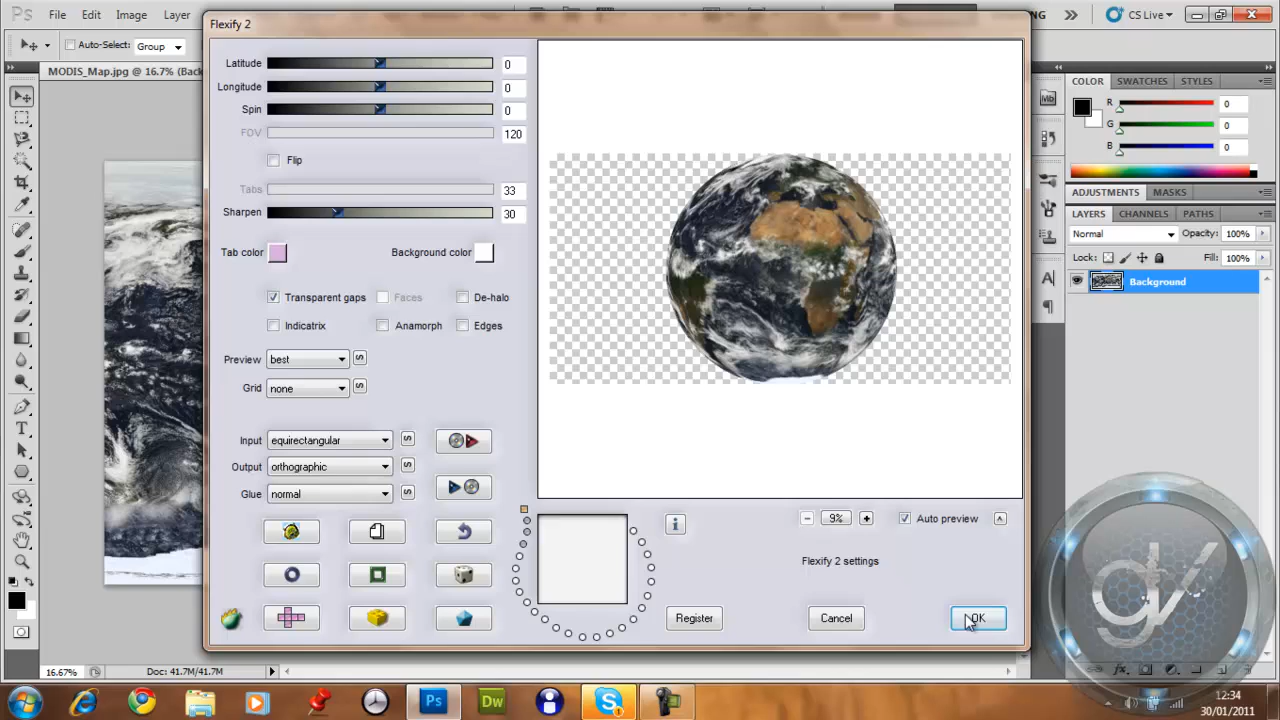 Ps File Edit Image Layer
Flexify 2
NG
CS Live
Auto-Select: Group
MODIS_Map.jpg @ 16.7% (Bac
Latitude 0
Longitude 0
Spin 0
FOV 120
Flip
Tabs 33
Sharpen 30
Tab color
Background color
Transparent gaps Faces De-halo
Indicatrix Anamorph Edges
Preview best S
Grid none S
Input equirectangular S
Output orthographic S
Glue normal S
9%
Auto preview
Flexify 2 settings
Register Cancel OK
COLOR SWATCHES STYLES
R 0
G 0
B 0
ADJUSTMENTS MASKS
LAYERS CHANNELS PATHS
Normal Opacity: 100%
Lock: Fill: 100%
Background
16.67% Doc: 41.7M/41.7M
Ps Dw
12:34
30/01/2011